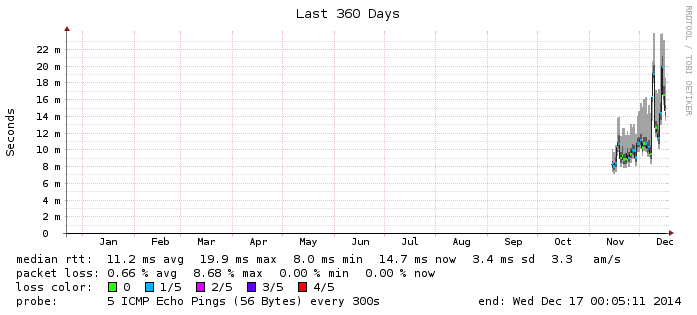 Last 360 Days
RRDTOOL / TOBI OETIKER
Seconds
22 m
20 m
18 m
16 m
14 m
12 m
10 m
8 m
6 m
4 m
2 m
0
Jan Feb Mar Apr May Jun Jul Aug Sep Oct Nov Dec
median rtt: 11.2 ms avg 19.9 ms max 8.0 ms min 14.7 ms now 3.4 ms sd 3.3 am/s
packet loss: 0.66 % avg 8.68 % max 0.00 % min 0.00 % now
loss color: 0 1/5 2/5 3/5 4/5
probe: 5 ICMP Echo Pings (56 Bytes) every 300s end: Wed Dec 17 00:05:11 2014